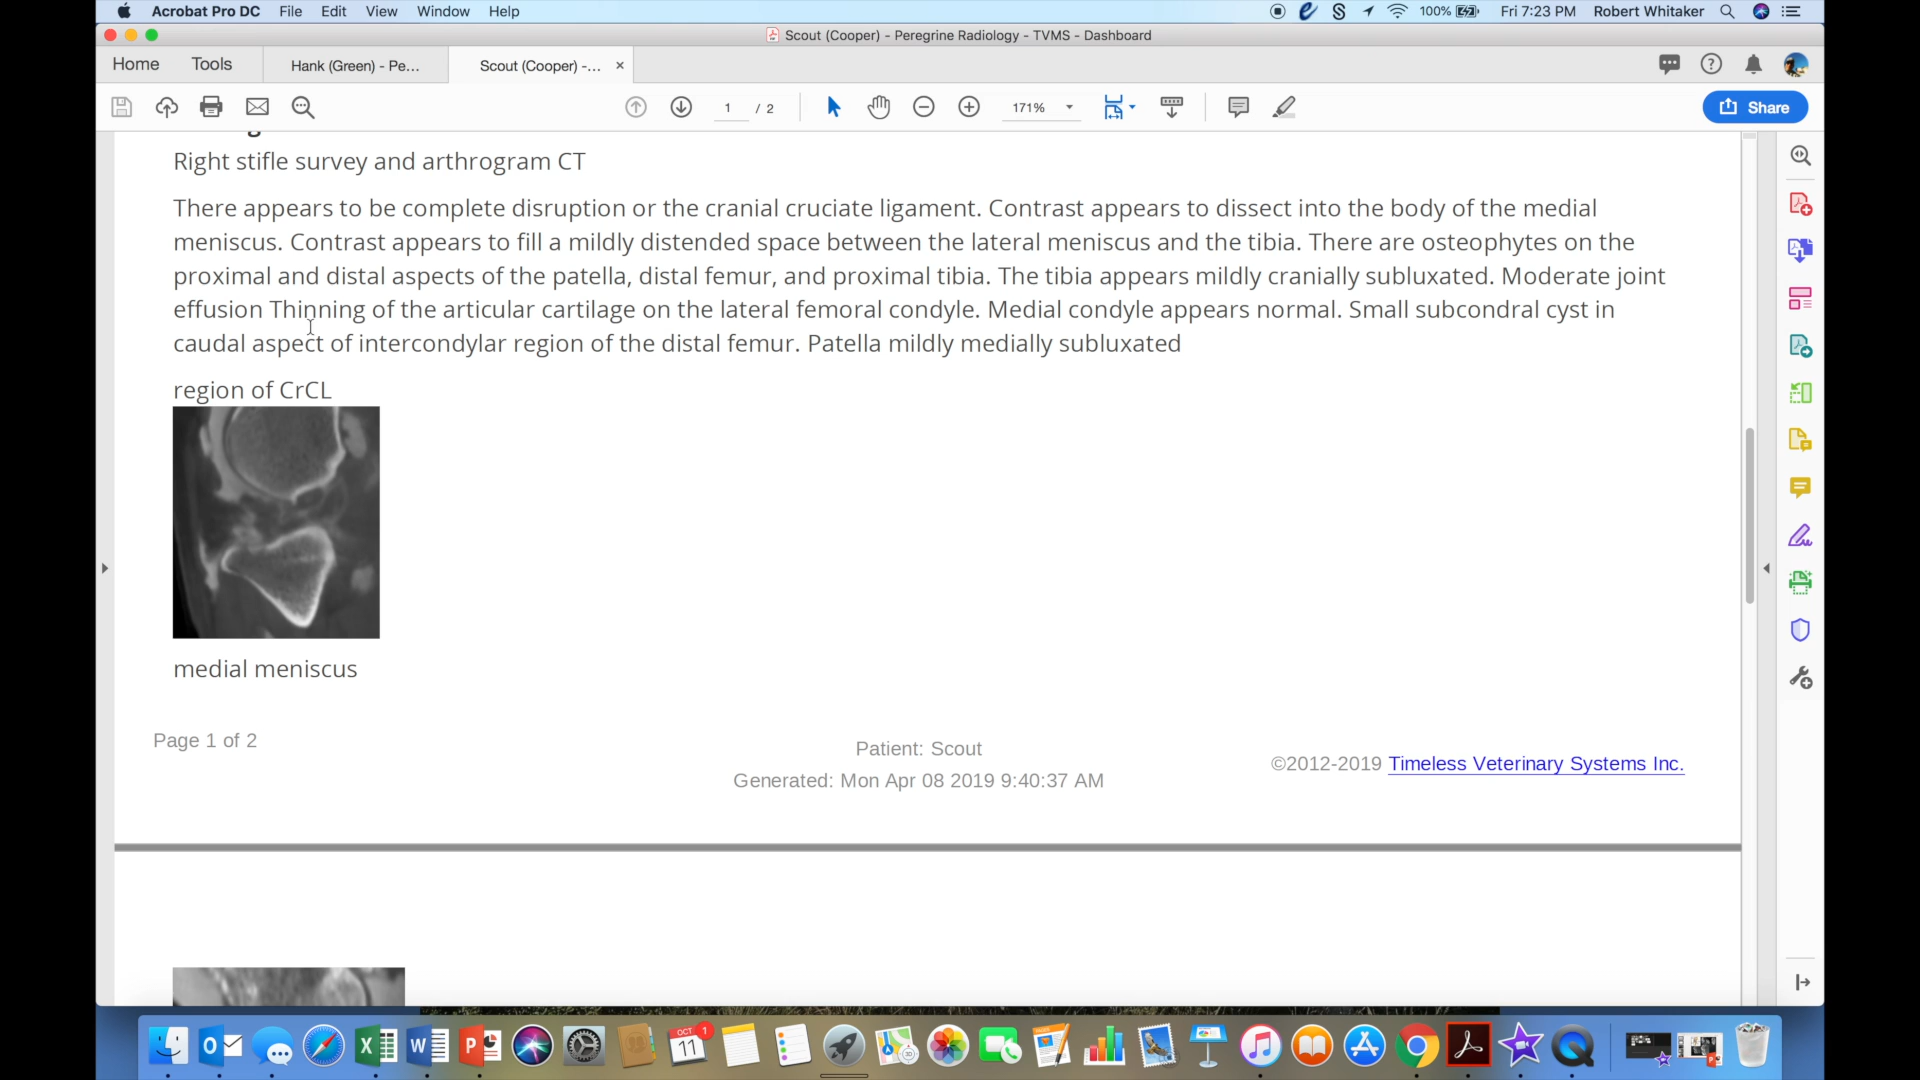 Acrobat Pro DC File Edit View Window Help 100% Fri 7:23 PM Robert Whitaker
Scout (Cooper) - Peregrine Radiology - TVMS - Dashboard
Home Tools Hank (Green) - Pe... Scout (Cooper) -... ×
1 / 2 171% Share
Right stifle survey and arthrogram CT
There appears to be complete disruption or the cranial cruciate ligament. Contrast appears to dissect into the body of the medial
meniscus. Contrast appears to fill a mildly distended space between the lateral meniscus and the tibia. There are osteophytes on the
proximal and distal aspects of the patella, distal femur, and proximal tibia. The tibia appears mildly cranially subluxated. Moderate joint
effusion Thinning of the articular cartilage on the lateral femoral condyle. Medial condyle appears normal. Small subcondral cyst in
caudal aspect of intercondylar region of the distal femur. Patella mildly medially subluxated
region of CrCL
medial meniscus
Page 1 of 2
Patient: Scout
Generated: Mon Apr 08 2019 9:40:37 AM
©2012-2019 Timeless Veterinary Systems Inc.
OCT 11 1